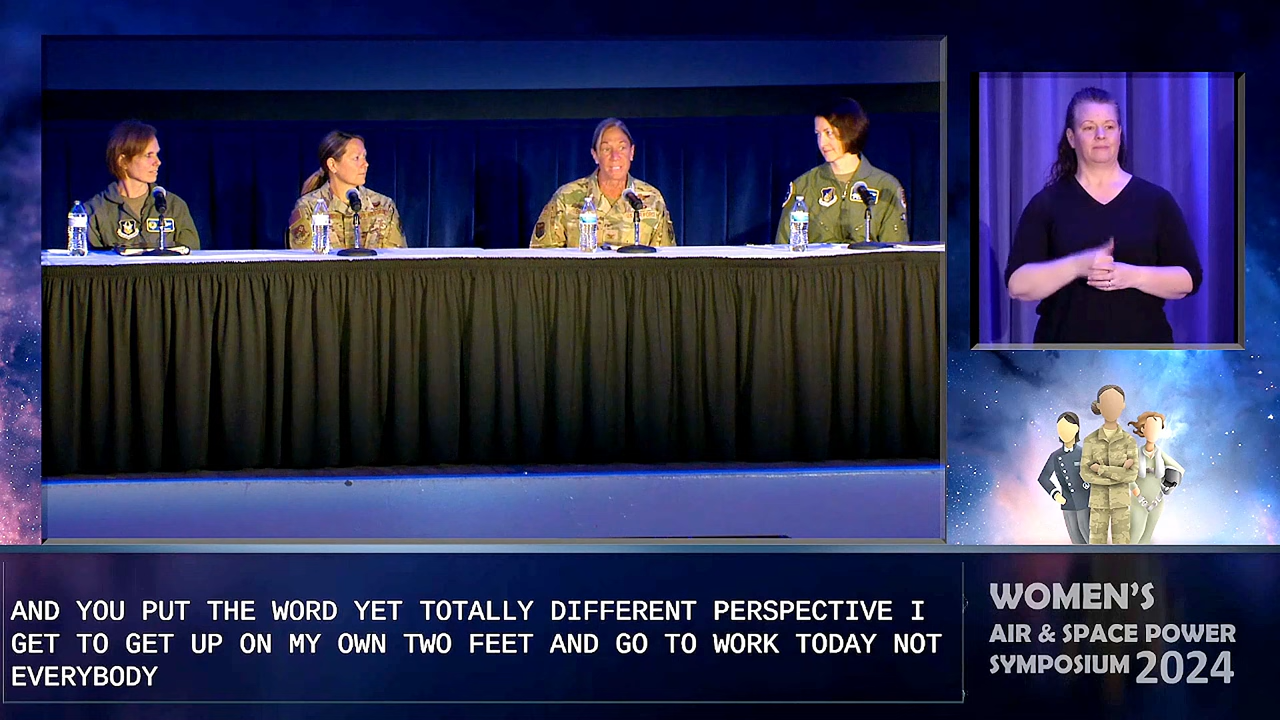 AND YOU PUT THE WORD YET TOTALLY DIFFERENT PERSPECTIVE I
GET TO GET UP ON MY OWN TWO FEET AND GO TO WORK TODAY NOT
EVERYBODY
WOMEN'S
AIR & SPACE POWER
SYMPOSIUM 2024